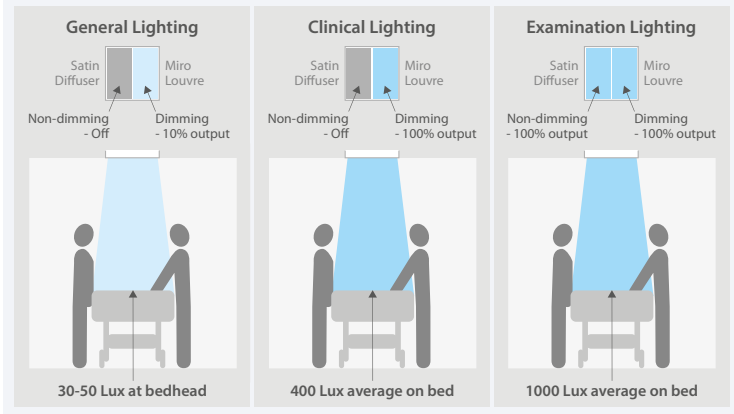 General Lighting
Satin
Diffuser
Miro
Louvre
Non-dimming
- Off
Dimming
- 10% output
30-50 Lux at bedhead
Clinical Lighting
Satin
Diffuser
Miro
Louvre
Non-dimming
- Off
Dimming
- 100% output
400 Lux average on bed
Examination Lighting
Satin
Diffuser
Miro
Louvre
Non-dimming
- 100% output
Dimming
- 100% output
1000 Lux average on bed